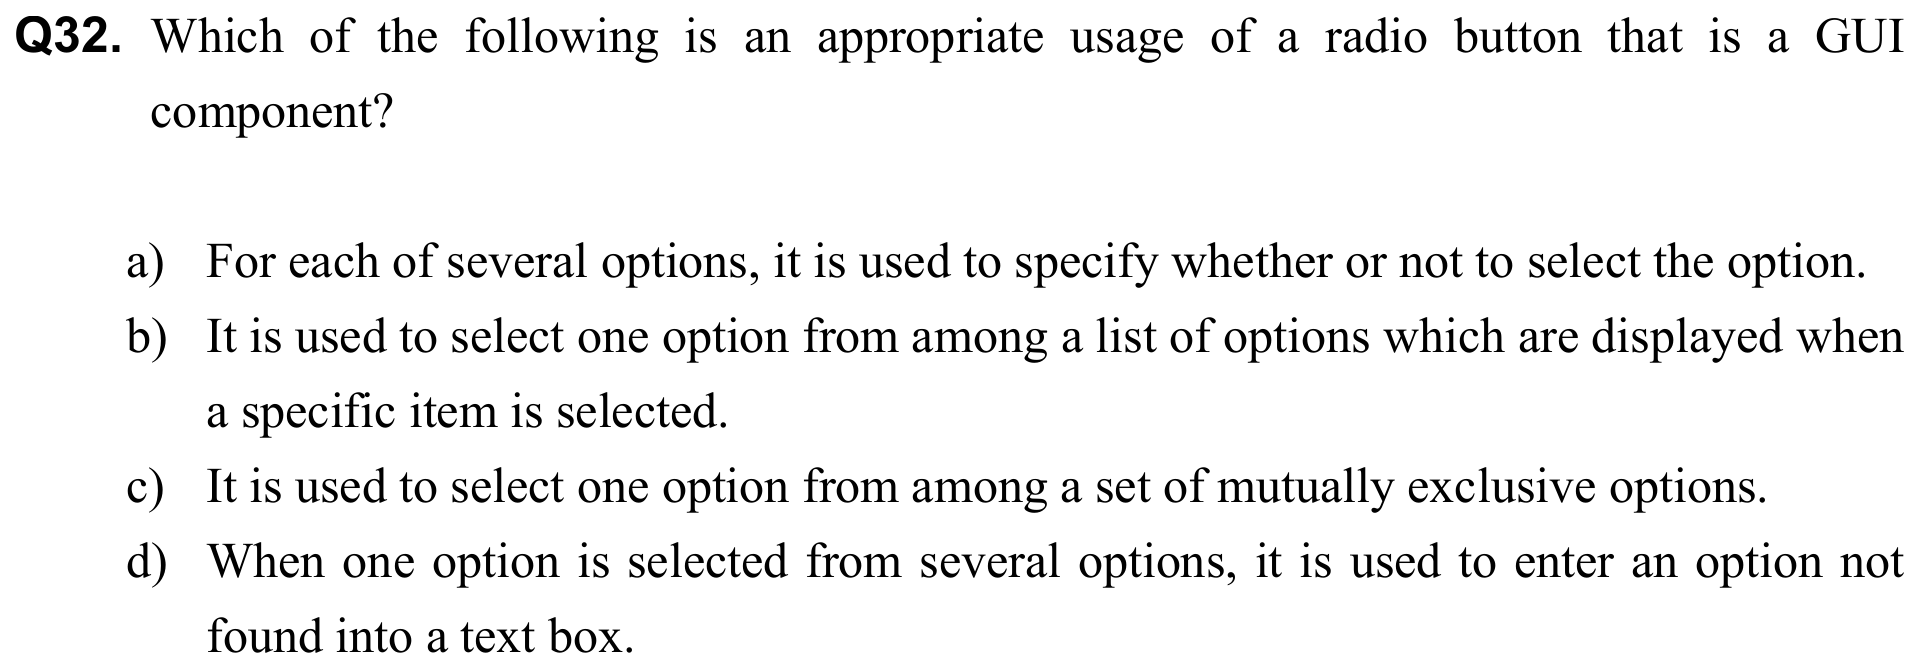 Q32. Which of the following is an appropriate usage of a radio button that is a GUI
component?
a) For each of several options, it is used to specify whether or not to select the option.
b) It is used to select one option from among a list of options which are displayed when
a specific item is selected.
c) It is used to select one option from among a set of mutually exclusive options.
d) When one option is selected from several options, it is used to enter an option not
found into a text box.